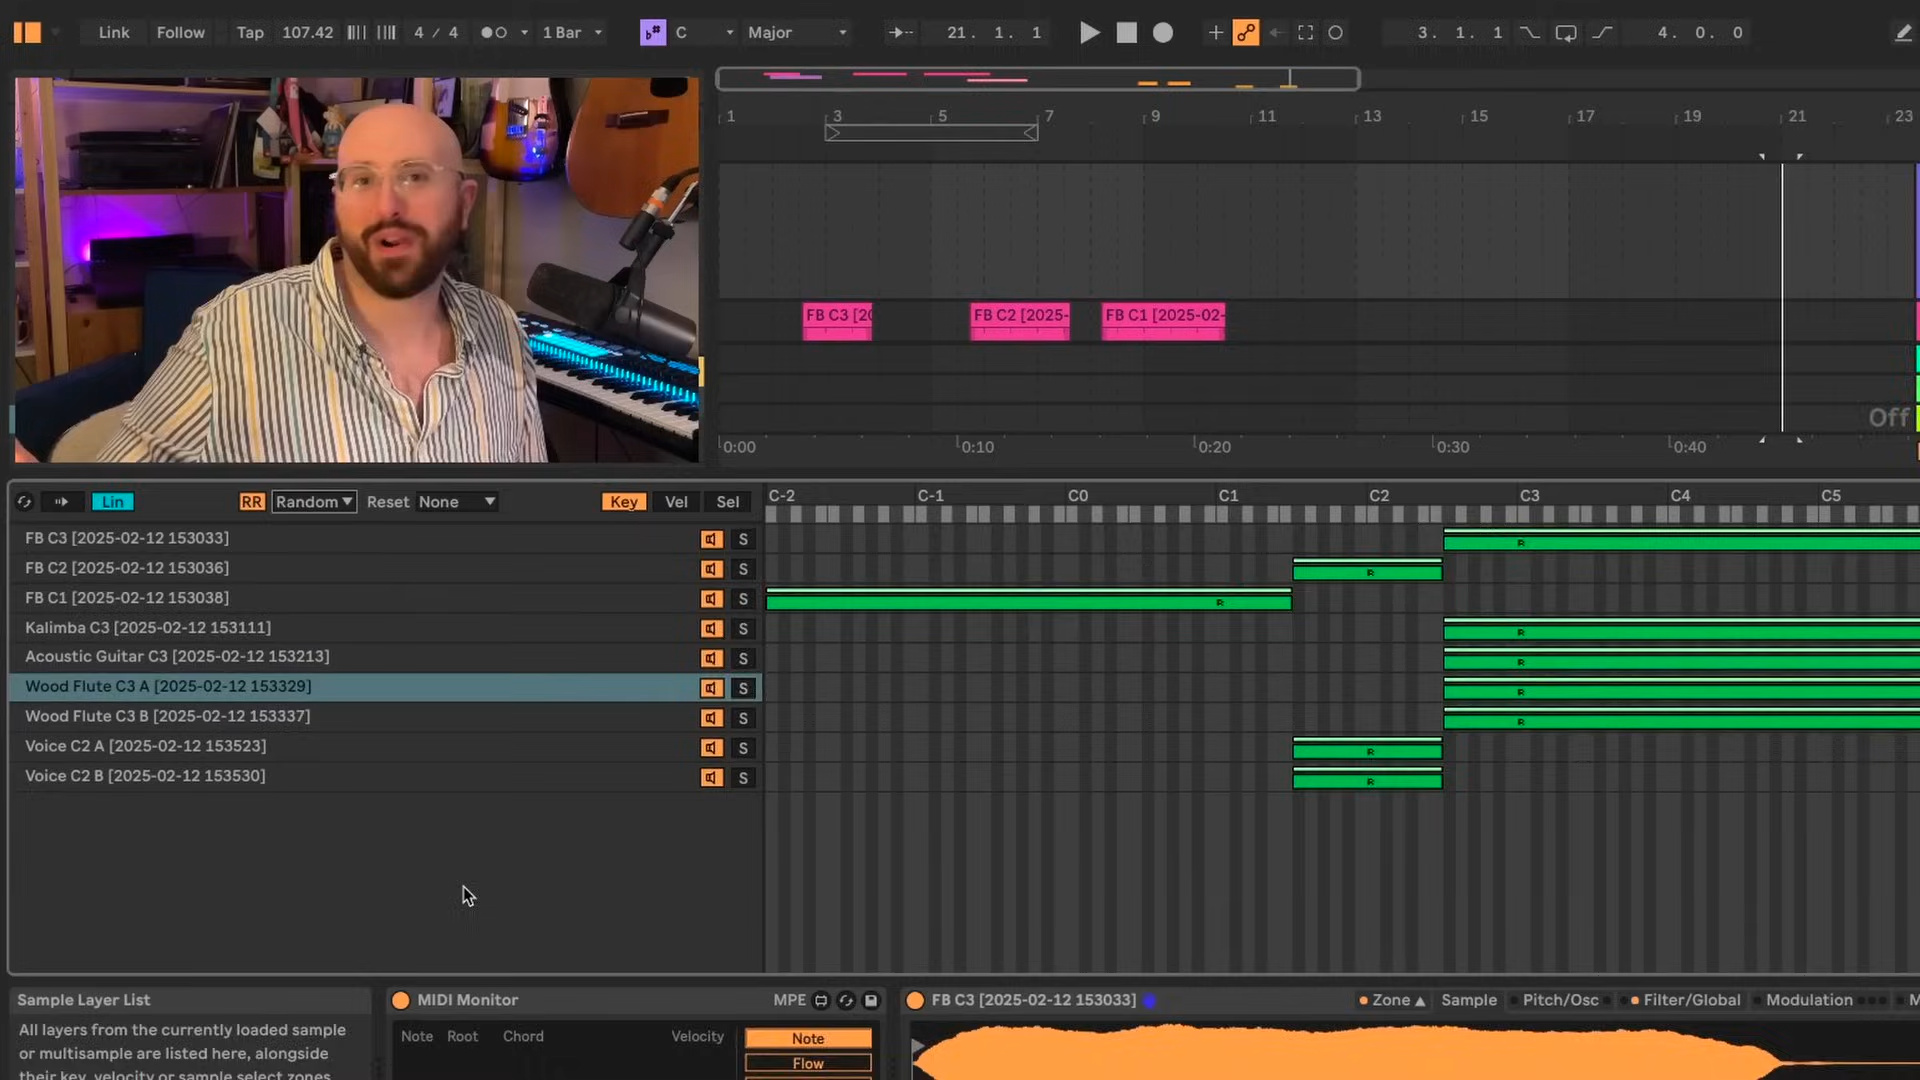 Link Follow Tap 107.42 4 / 4 1 Bar C Major 21. 1. 1 3. 1. 1 4. 0. 0
1 3 5 7 9 11 13 15 17 19 21 23
FB C3 [20 FB C2 [2025- FB C1 [2025-02-
Off
0:00 0:10 0:20 0:30 0:40
Lin RR Random Reset None Key Vel Sel
C-2 C-1 C0 C1 C2 C3 C4 C5
FB C3 [2025-02-12 153033] S R
FB C2 [2025-02-12 153036] S R
FB C1 [2025-02-12 153038] S R
Kalimba C3 [2025-02-12 153111] S R
Acoustic Guitar C3 [2025-02-12 153213] S R
Wood Flute C3 A [2025-02-12 153329] S R
Wood Flute C3 B [2025-02-12 153337] S R
Voice C2 A [2025-02-12 153523] S R
Voice C2 B [2025-02-12 153530] S R
Sample Layer List
All layers from the currently loaded sample
or multisample are listed here, alongside
their key, velocity or sample select zones
MIDI Monitor MPE
Note Root Chord Velocity Note
Flow
FB C3 [2025-02-12 153033] Zone Sample Pitch/Osc Filter/Global Modulation M